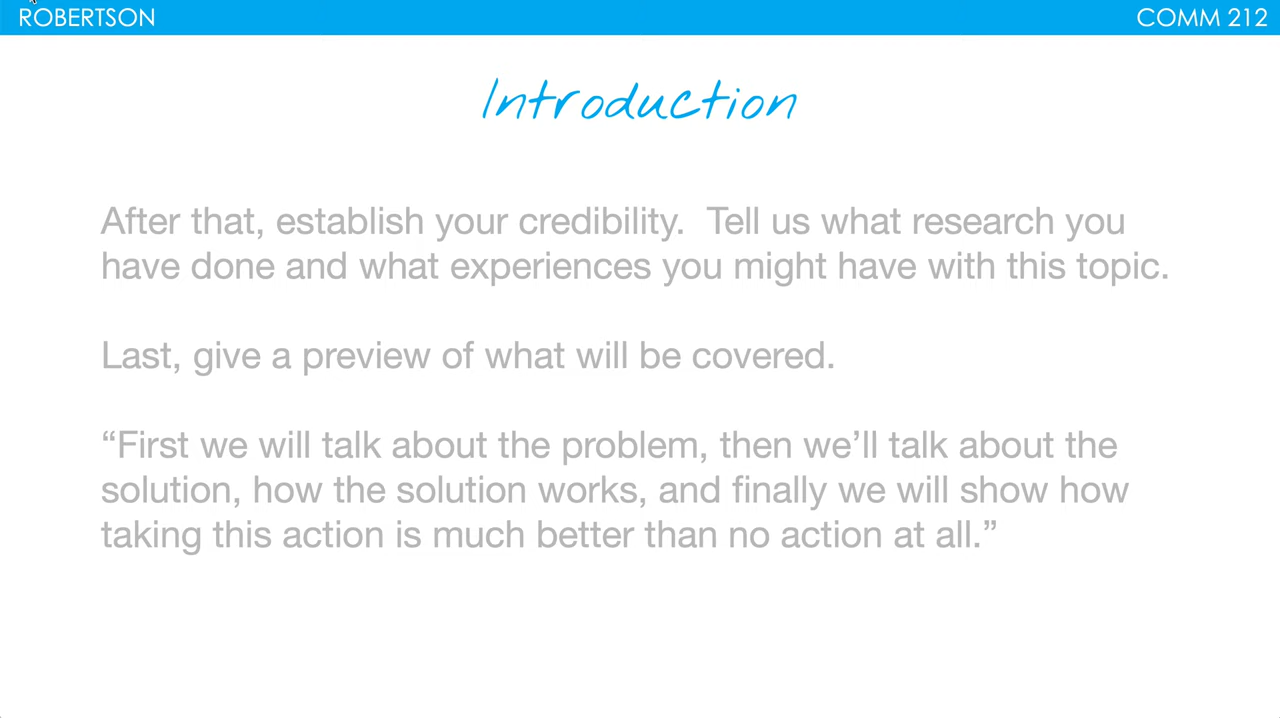 ROBERTSON
COMM 212
Introduction
After that, establish your credibility.  Tell us what research you
have done and what experiences you might have with this topic.
Last, give a preview of what will be covered.
“First we will talk about the problem, then we’ll talk about the
solution, how the solution works, and finally we will show how
taking this action is much better than no action at all.”